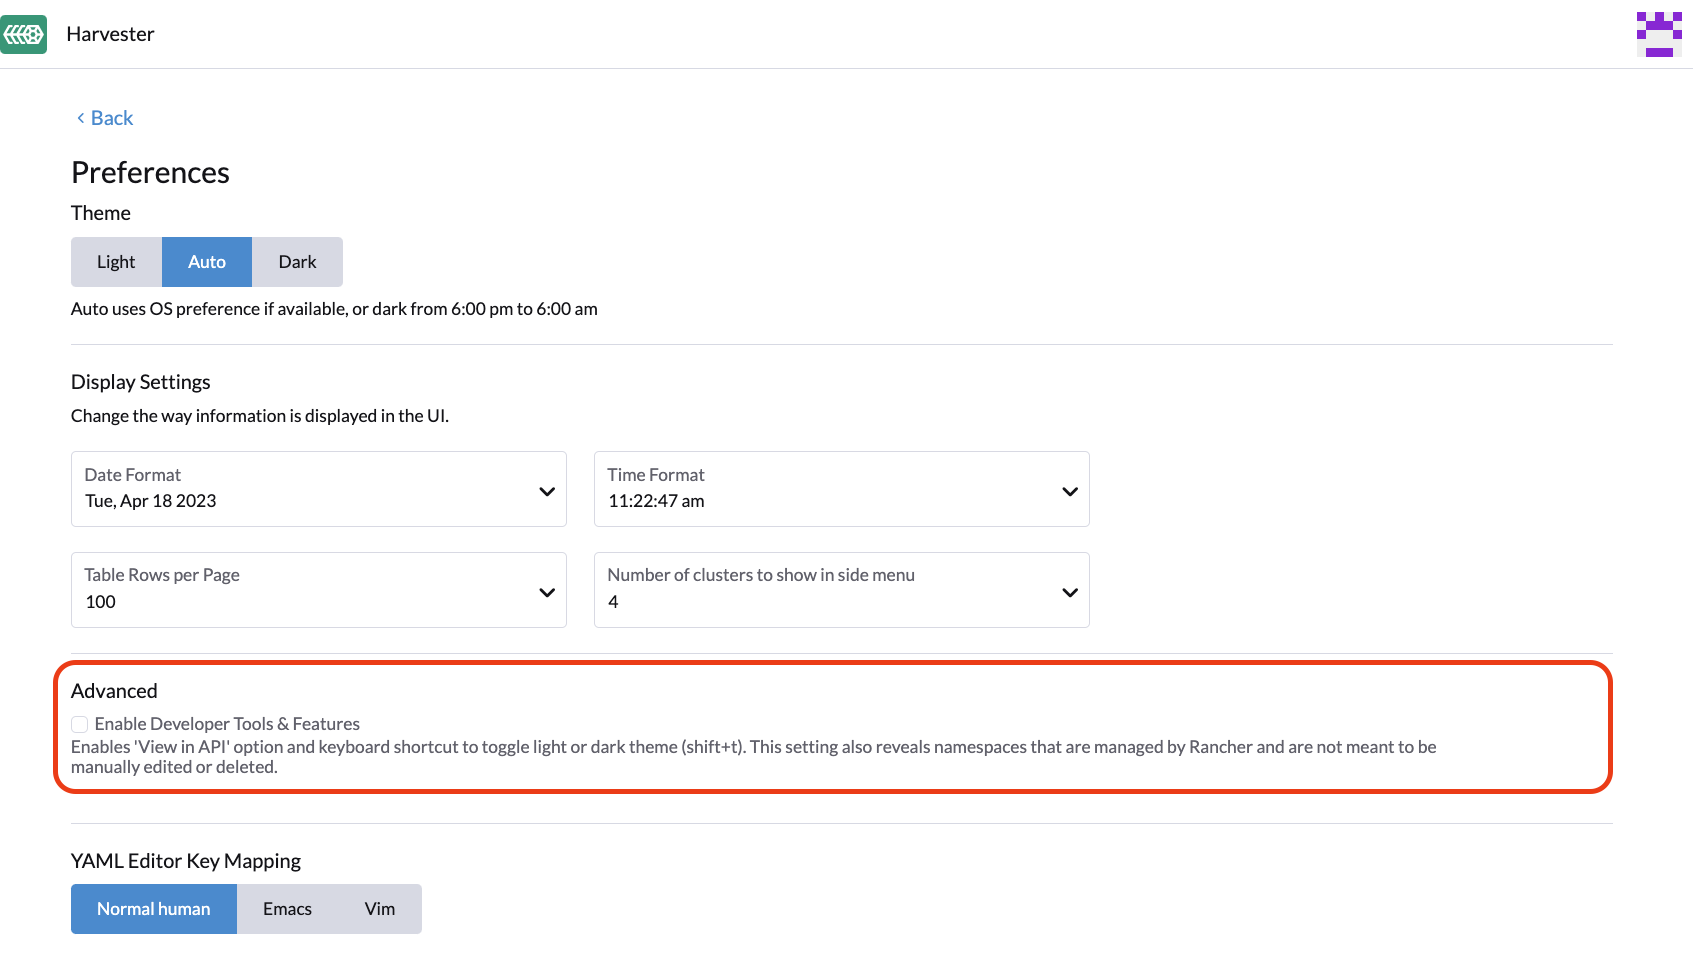 Harvester
Back
Preferences
Theme
Light Auto Dark
Auto uses OS preference if available, or dark from 6:00 pm to 6:00 am
Display Settings
Change the way information is displayed in the UI.
Date Format
Tue, Apr 18 2023
Time Format
11:22:47 am
Table Rows per Page
100
Number of clusters to show in side menu
4
Advanced
Enable Developer Tools & Features
Enables 'View in API' option and keyboard shortcut to toggle light or dark theme (shift+t). This setting also reveals namespaces that are managed by Rancher and are not meant to be
manually edited or deleted.
YAML Editor Key Mapping
Normal human Emacs Vim